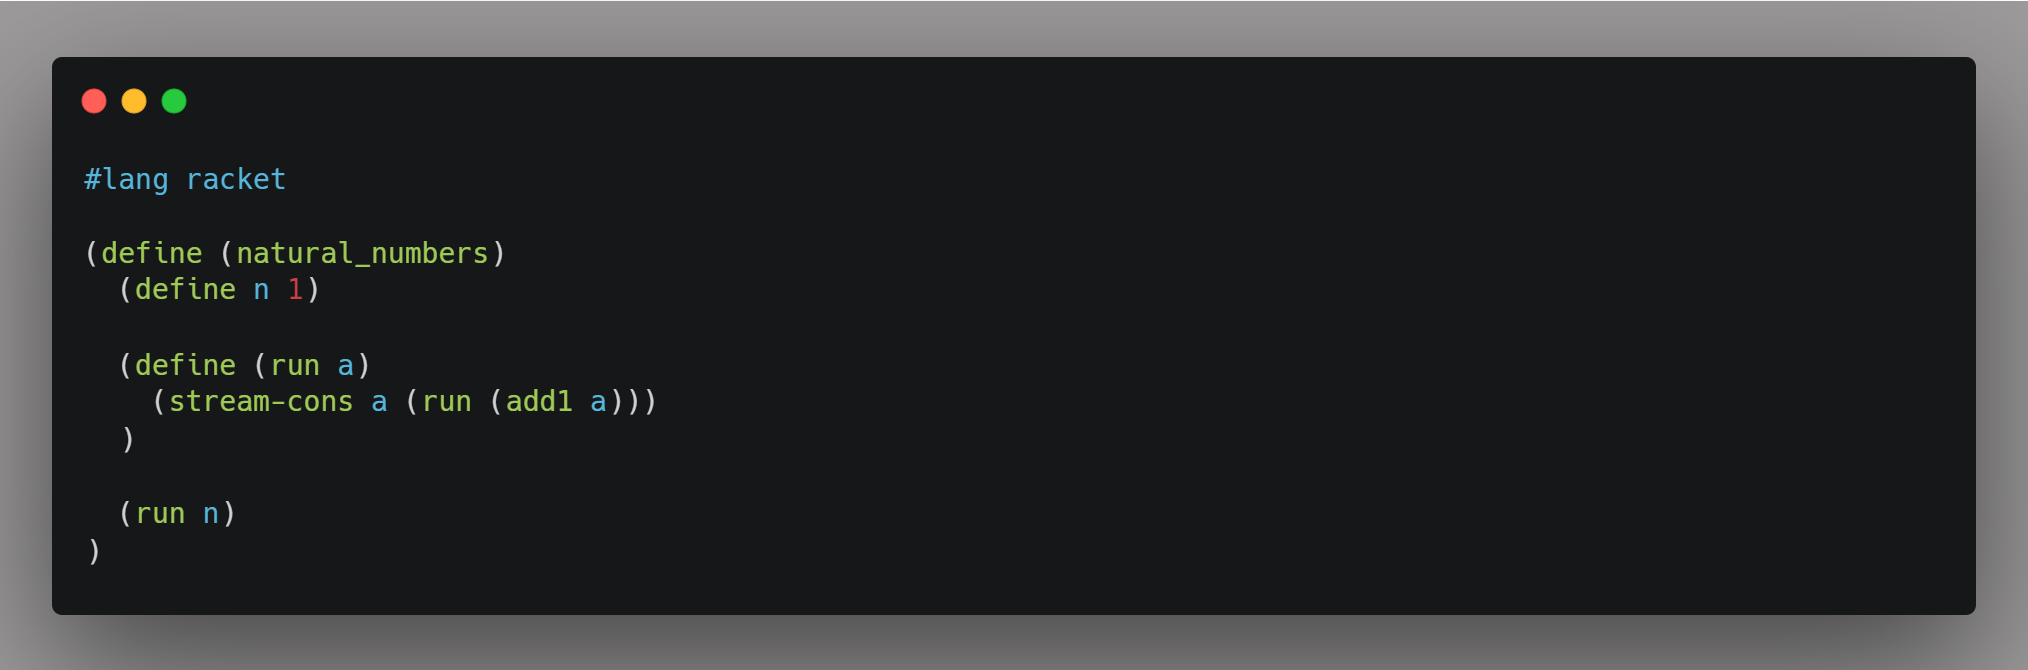 #lang racket

(define (natural_numbers)
  (define n 1)

  (define (run a)
    (stream-cons a (run (add1 a)))
  )

  (run n)
)